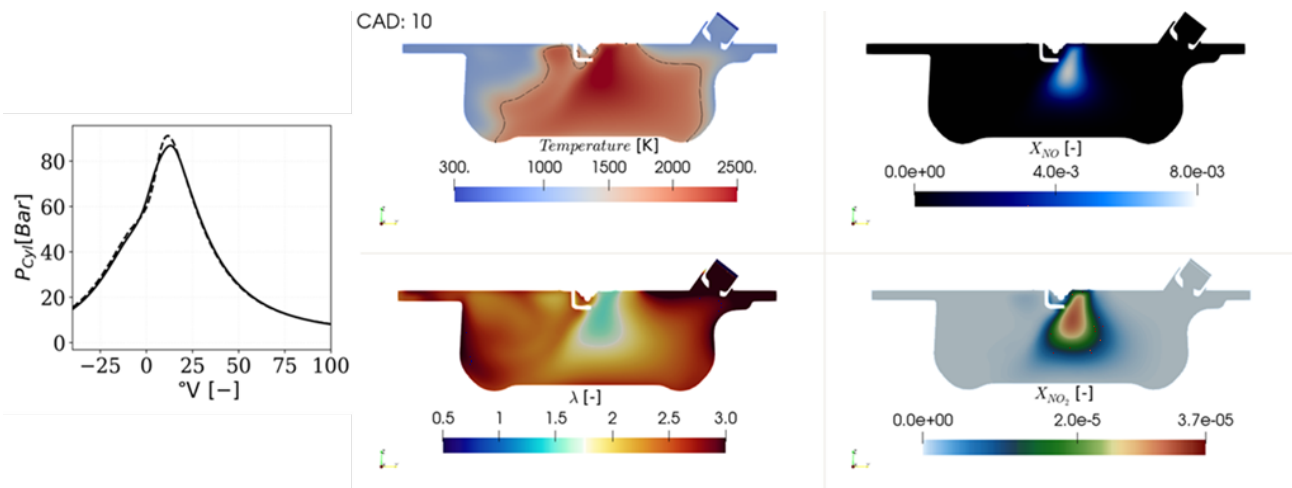 CAD: 10
80
60
40
20
0
P_Cyl[Bar]
−25 0 25 50 75 100
°V [−]
Temperature [K]
300. 1000 1500 2000 2500.
X_NO [-]
0.0e+00 4.0e-3 8.0e-03
λ [-]
0.5 1 1.5 2 2.5 3.0
X_NO₂ [-]
0.0e+00 2.0e-5 3.7e-05